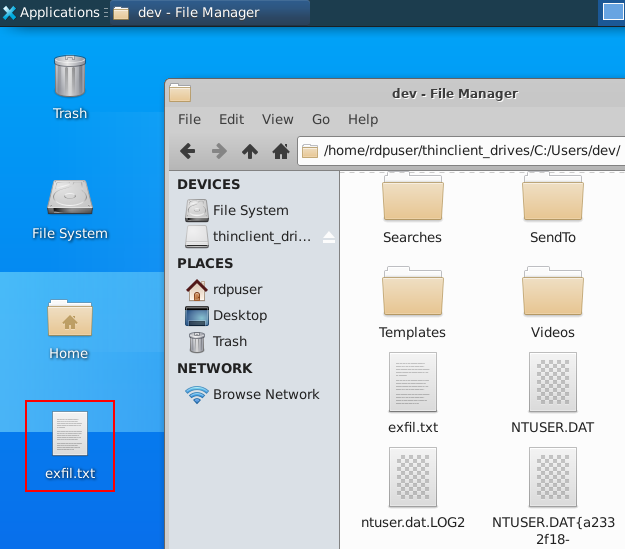 Applications
dev - File Manager
Trash
File System
Home
exfil.txt
dev - File Manager
File Edit View Go Help
/home/rdpuser/thinclient_drives/C:/Users/dev/
DEVICES
File System
thinclient_dri...
PLACES
rdpuser
Desktop
Trash
NETWORK
Browse Network
Searches SendTo
Templates Videos
exfil.txt NTUSER.DAT
ntuser.dat.LOG2 NTUSER.DAT{a233
2f18-